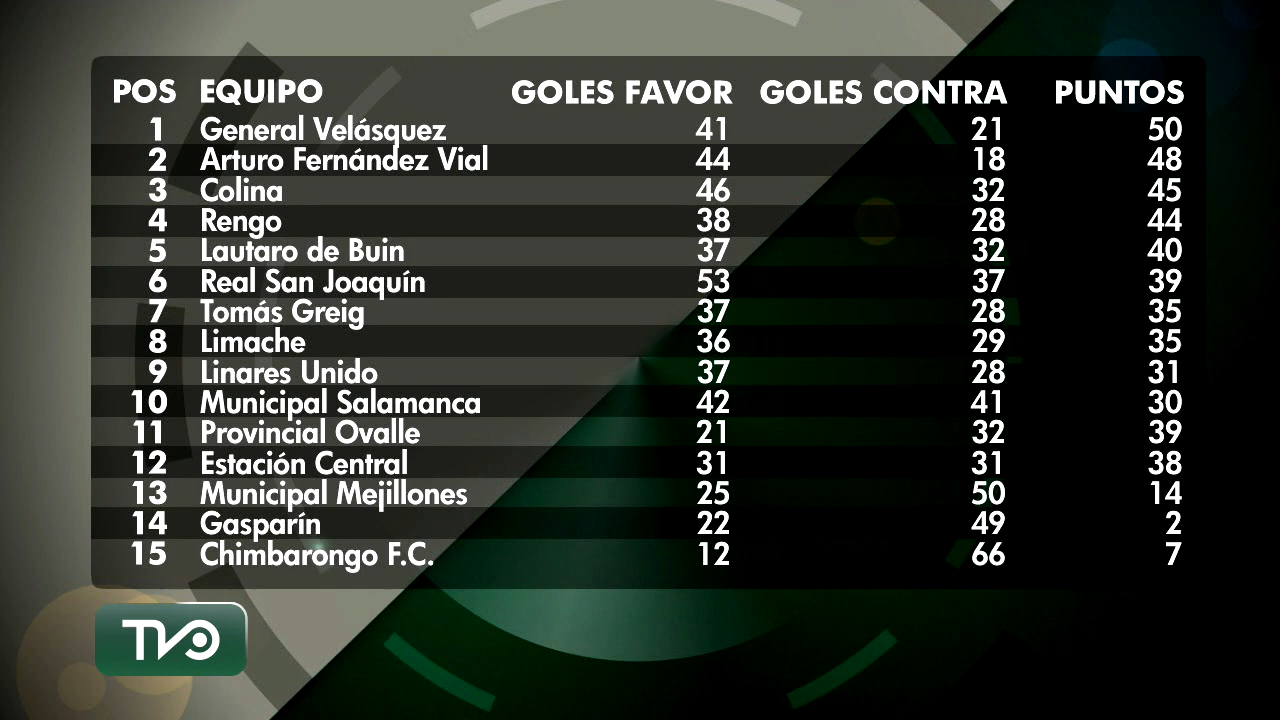 POS EQUIPO GOLES FAVOR GOLES CONTRA PUNTOS
1 General Velásquez 41 21 50
2 Arturo Fernández Vial 44 18 48
3 Colina 46 32 45
4 Rengo 38 28 44
5 Lautaro de Buin 37 32 40
6 Real San Joaquín 53 37 39
7 Tomás Greig 37 28 35
8 Limache 36 29 35
9 Linares Unido 37 28 31
10 Municipal Salamanca 42 41 30
11 Provincial Ovalle 21 32 39
12 Estación Central 31 31 38
13 Municipal Mejillones 25 50 14
14 Gasparín 22 49 2
15 Chimbarongo F.C. 12 66 7
TVO